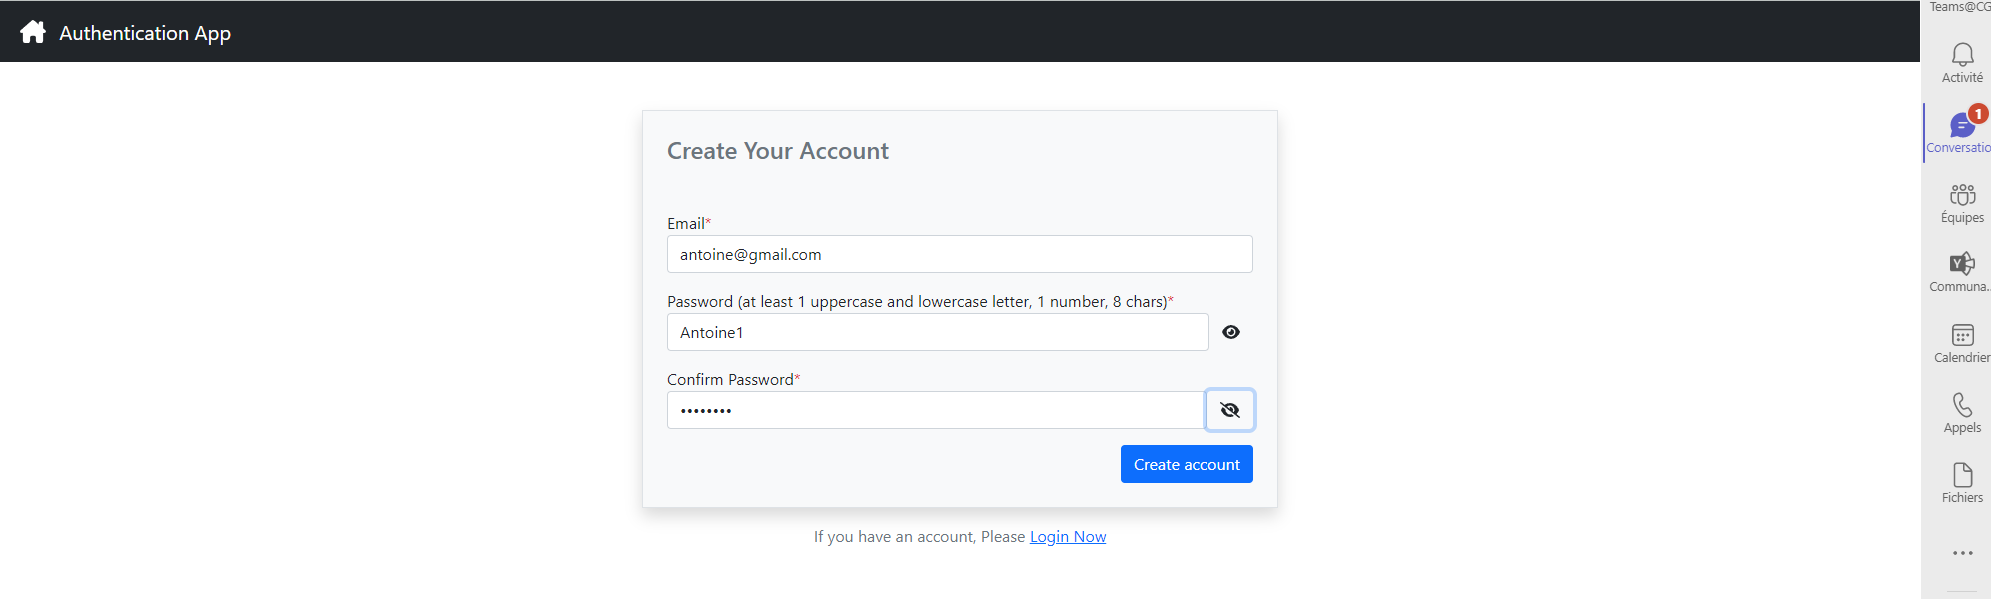 Authentication App
Create Your Account
Email*
antoine@gmail.com
Password (at least 1 uppercase and lowercase letter, 1 number, 8 chars)*
Antoine1
Confirm Password*
••••••••
Create account
If you have an account, Please Login Now
Teams@CG
Activité
1
Conversatio
Équipes
Communa..
Calendrier
Appels
Fichiers